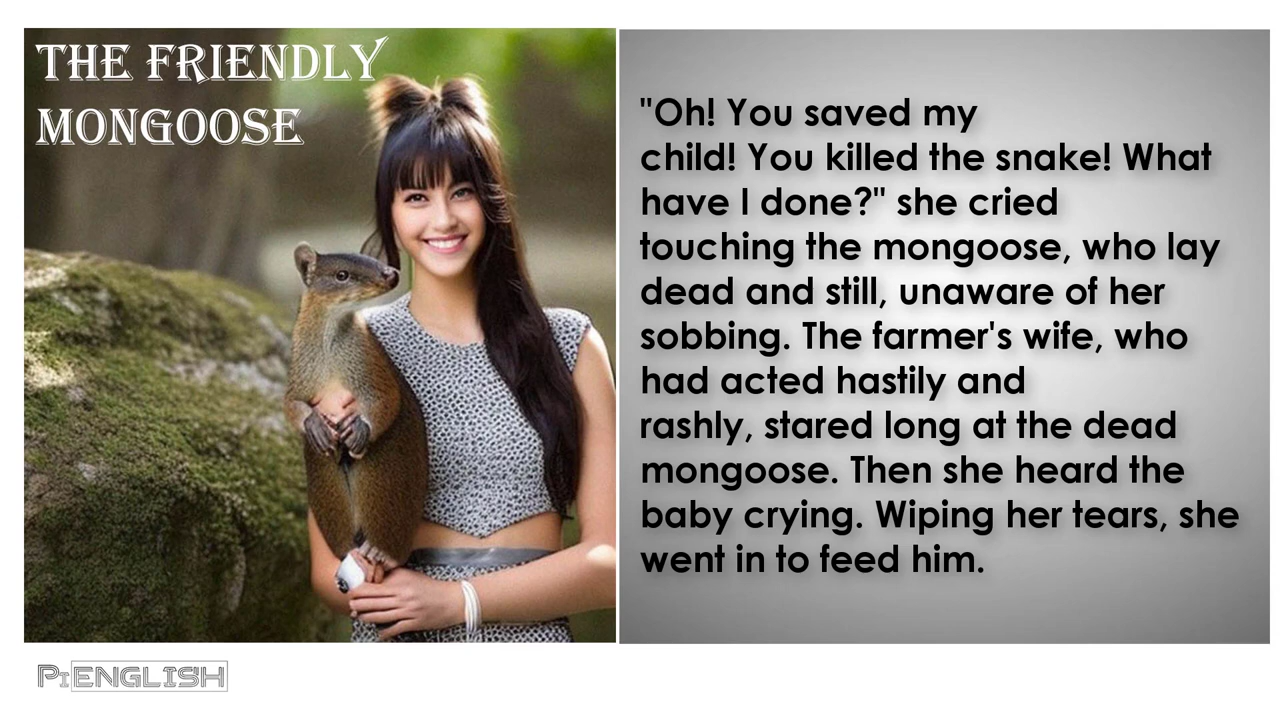 THE FRIENDLY
MONGOOSE
"Oh! You saved my
child! You killed the snake! What
have I done?" she cried
touching the mongoose, who lay
dead and still, unaware of her
sobbing. The farmer's wife, who
had acted hastily and
rashly, stared long at the dead
mongoose. Then she heard the
baby crying. Wiping her tears, she
went in to feed him.
PiENGLISH